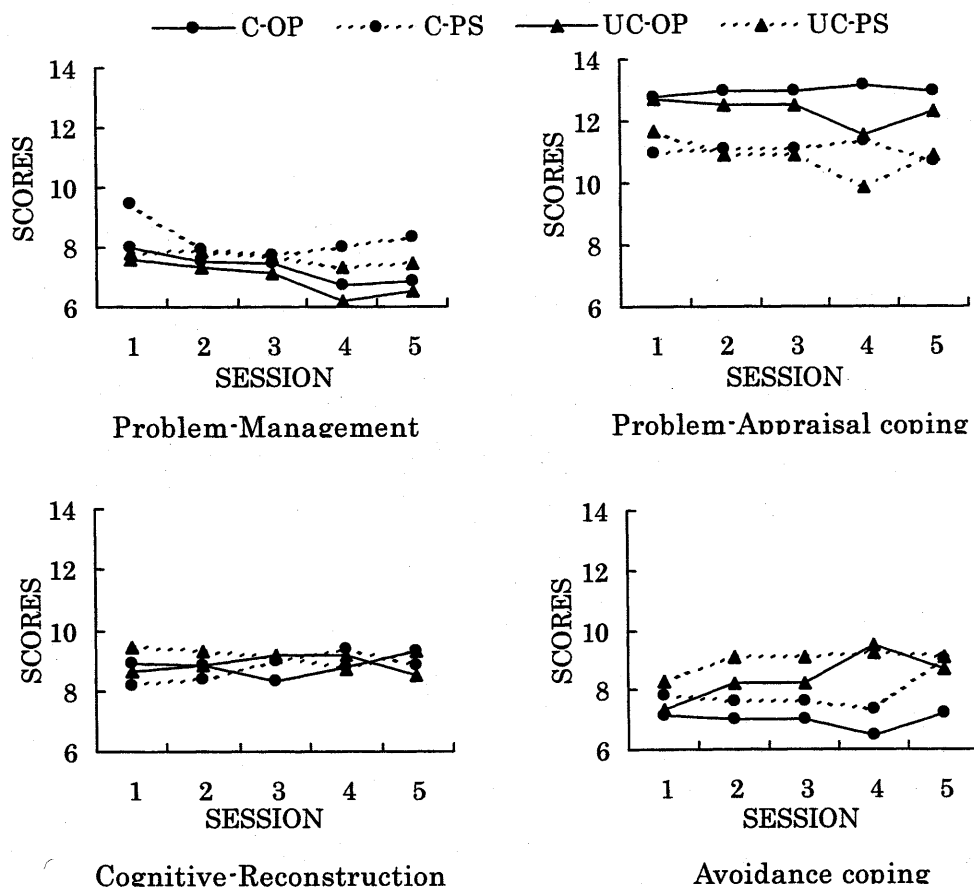 C-OP C-PS UC-OP UC-PS
14
12
10
8
6
SCORES
1 2 3 4 5
SESSION
Problem-Management
14
12
10
8
6
SCORES
1 2 3 4 5
SESSION
Problem-Appraisal coping
14
12
10
8
6
SCORES
1 2 3 4 5
SESSION
Cognitive-Reconstruction
14
12
10
8
6
SCORES
1 2 3 4 5
SESSION
Avoidance coping